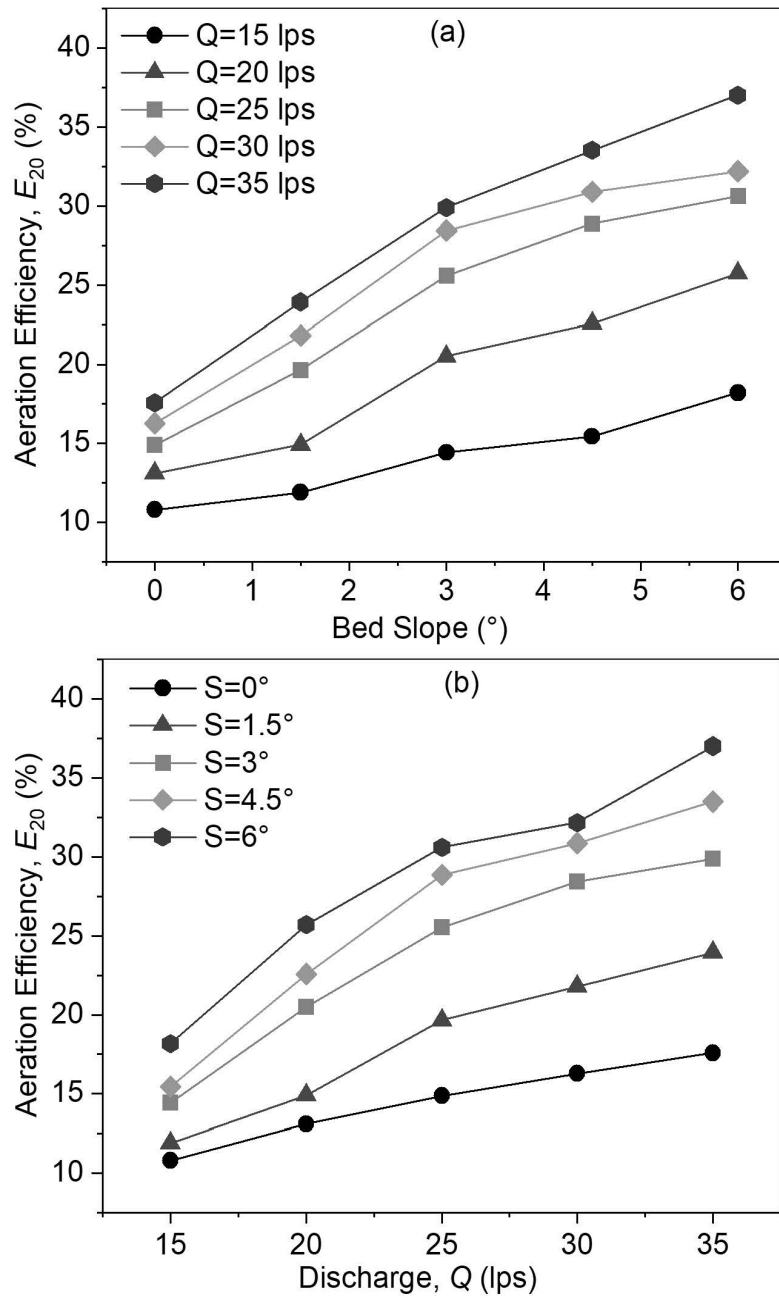 (a)
Q=15 lps
Q=20 lps
Q=25 lps
Q=30 lps
Q=35 lps
Aeration Efficiency, E20 (%)
40
35
30
25
20
15
10
0 1 2 3 4 5 6
Bed Slope (°)
(b)
S=0°
S=1.5°
S=3°
S=4.5°
S=6°
Aeration Efficiency, E20 (%)
40
35
30
25
20
15
10
15 20 25 30 35
Discharge, Q (lps)